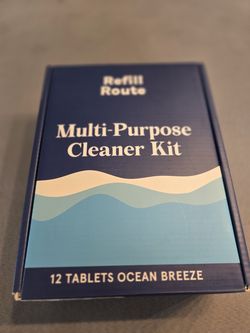 Refill
Route
Multi-Purpose
Cleaner Kit
12 TABLETS OCEAN BREEZE